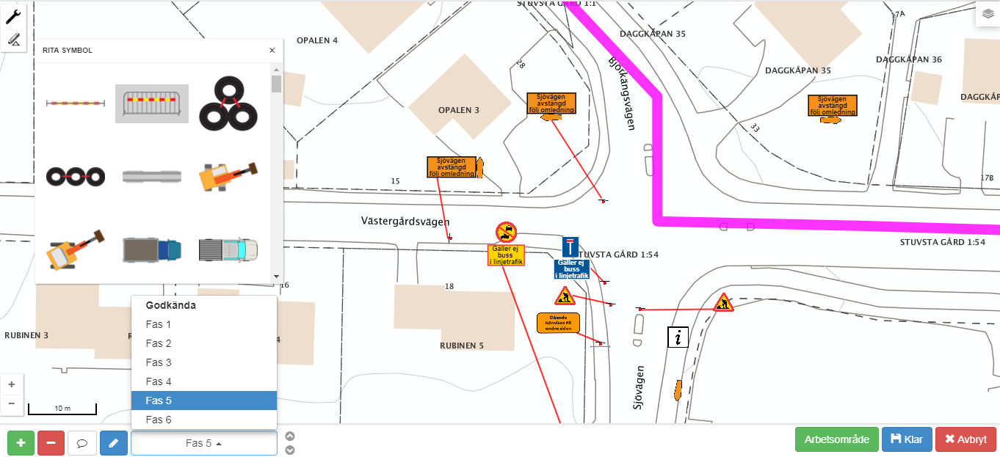 STUVSTA GÅRD 1:1
17A
OPALEN 4
DAGGKÅPAN 35
RITA SYMBOL
×
DAGGKÅPAN 36
28
Björkängsvägen
DAGGKÅPAN 35
Sjövägen
avstängd
följ omledning
Sjövägen
avstängd
följ omledning
DAGGKÅP
OPALEN 3
33
Sjövägen
avstängd
följ omledning
15
17B
Västergårdsvägen
STUVSTA GÅRD 1:54
Gäller ej
buss
i linjetrafik
TUVSTA GÅRD 1:54
Gäller ej
buss
i linjetrafik
16
18
Godkända
Fas 1
Fas 2
Fas 3
Fas 4
Fas 5
Fas 6
Gående
hänvisas till
andra sidan
RUBINEN 3
R
4
RUBINEN 5
i
Sjövägen
+
−
10 m
Fas 5
Arbetsområde
Klar
Avbryt